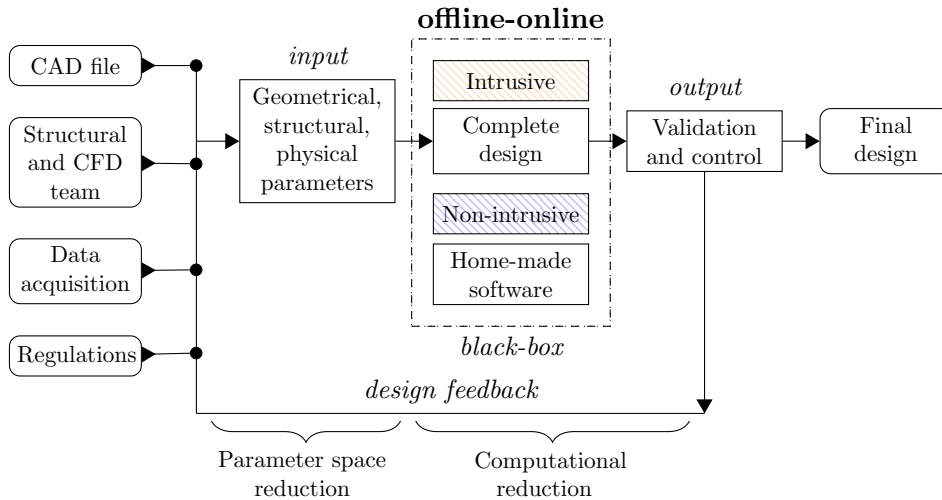 offline-online
CAD file
Structural
and CFD
team
Data
acquisition
Regulations
input
Geometrical,
structural,
physical
parameters
Intrusive
Complete
design
Non-intrusive
Home-made
software
black-box
output
Validation
and control
Final
design
design feedback
Parameter space
reduction
Computational
reduction